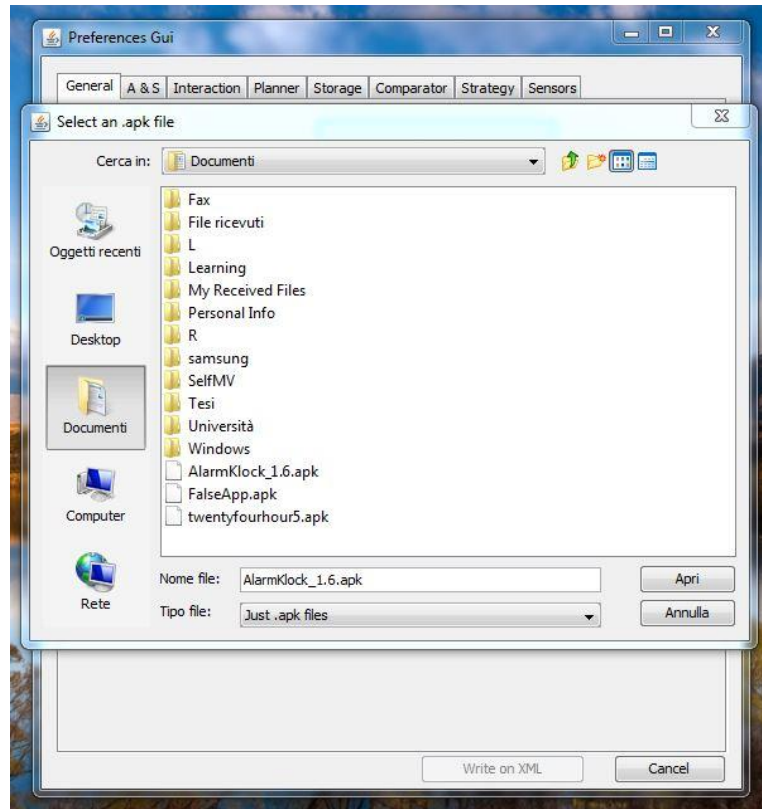 Preferences Gui
General A & S Interaction Planner Storage Comparator Strategy Sensors
Select an .apk file
Cerca in: Documenti
Oggetti recenti
Desktop
Documenti
Computer
Rete
Fax
File ricevuti
L
Learning
My Received Files
Personal Info
R
samsung
SelfMV
Tesi
Università
Windows
AlarmKlock_1.6.apk
FalseApp.apk
twentyfourhour5.apk
Nome file: AlarmKlock_1.6.apk Apri
Tipo file: Just .apk files Annulla
Write on XML Cancel